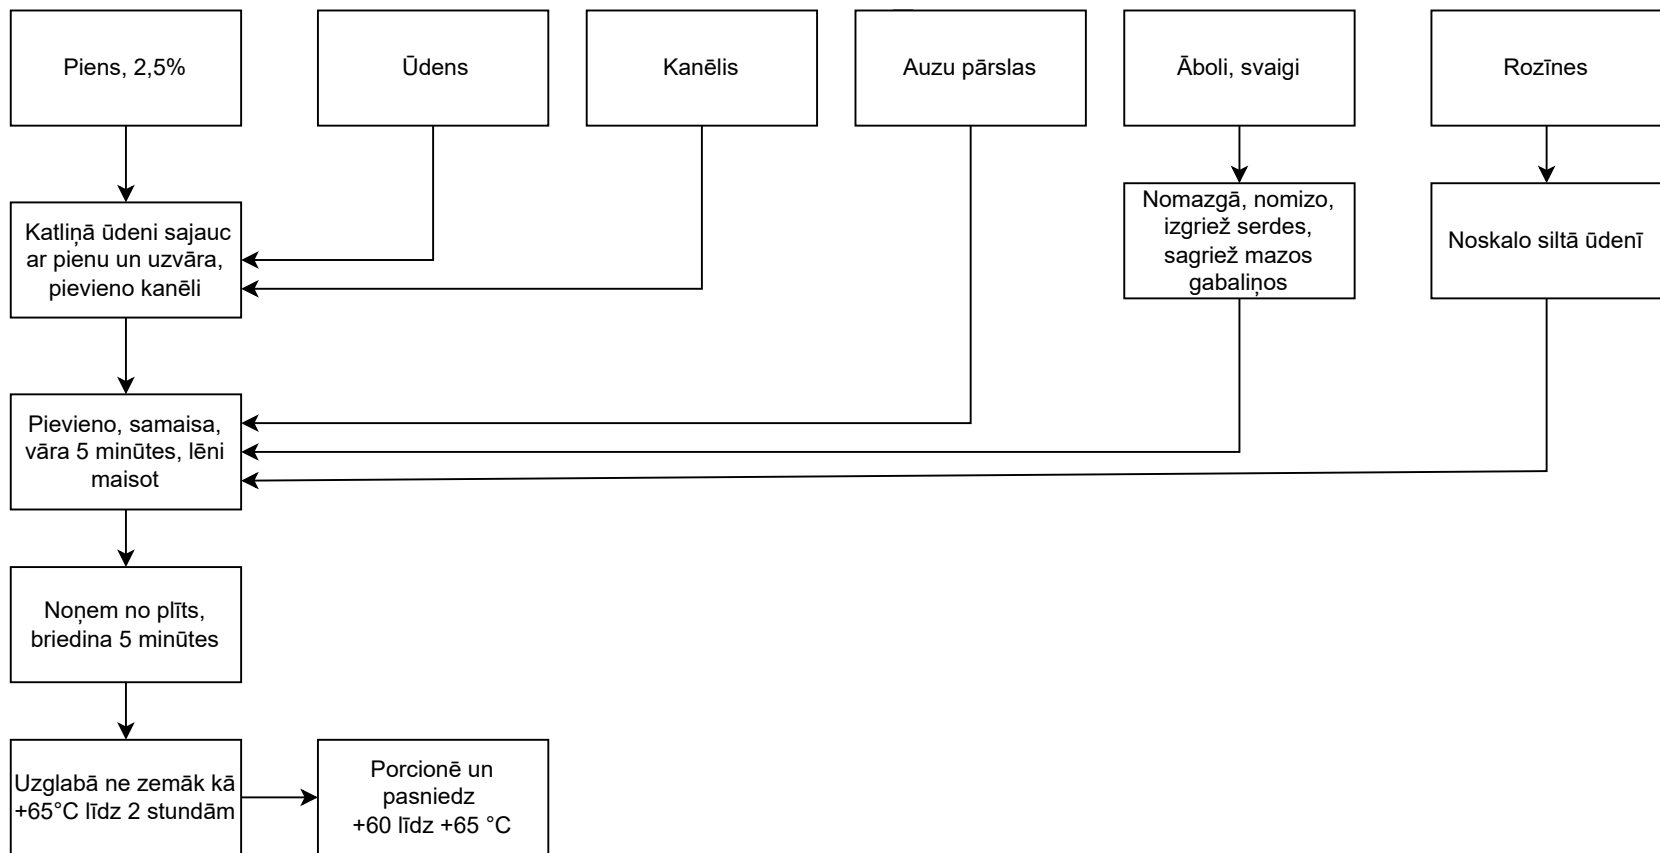 Piens, 2,5%
Ūdens
Kanēlis
Auzu pārslas
Āboli, svaigi
Rozīnes
Katliņā ūdeni sajauc
ar pienu un uzvāra,
pievieno kanēli
Nomazgā, nomizo,
izgriež serdes,
sagriež mazos
gabaliņos
Noskalo siltā ūdenī
Pievieno, samaisa,
vāra 5 minūtes, lēni
maisot
Noņem no plīts,
briedina 5 minūtes
Uzglabā ne zemāk kā
+65°C līdz 2 stundām
Porcionē un
pasniedz
+60 līdz +65 °C